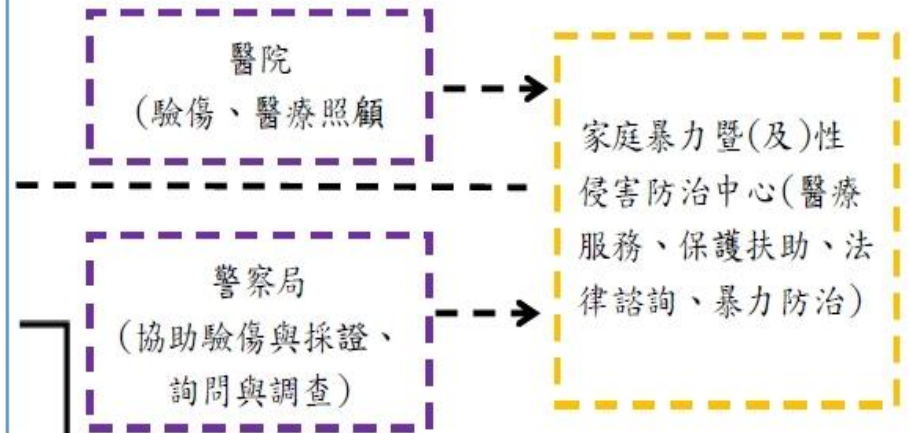 醫院
(驗傷、醫療照顧
家庭暴力暨(及)性
侵害防治中心(醫療
服務、保護扶助、法
律諮詢、暴力防治)
警察局
(協助驗傷與採證、
詢問與調查)